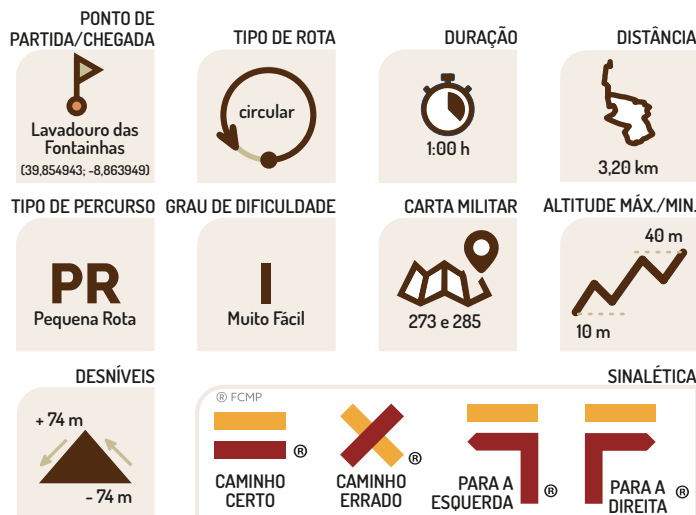 PONTO DE
PARTIDA/CHEGADA
Lavadouro das
Fontainhas
(39,854943; -8,863949)
TIPO DE ROTA
circular
DURAÇÃO
1:00 h
DISTÂNCIA
3,20 km
TIPO DE PERCURSO
PR
Pequena Rota
GRAU DE DIFICULDADE
I
Muito Fácil
CARTA MILITAR
273 e 285
ALTITUDE MÁX./MIN.
40 m
10 m
DESNÍVEIS
+ 74 m
- 74 m
SINALÉTICA
® FCMP
®
CAMINHO
CERTO
®
CAMINHO
ERRADO
®
PARA A
ESQUERDA
®
PARA A
DIREITA